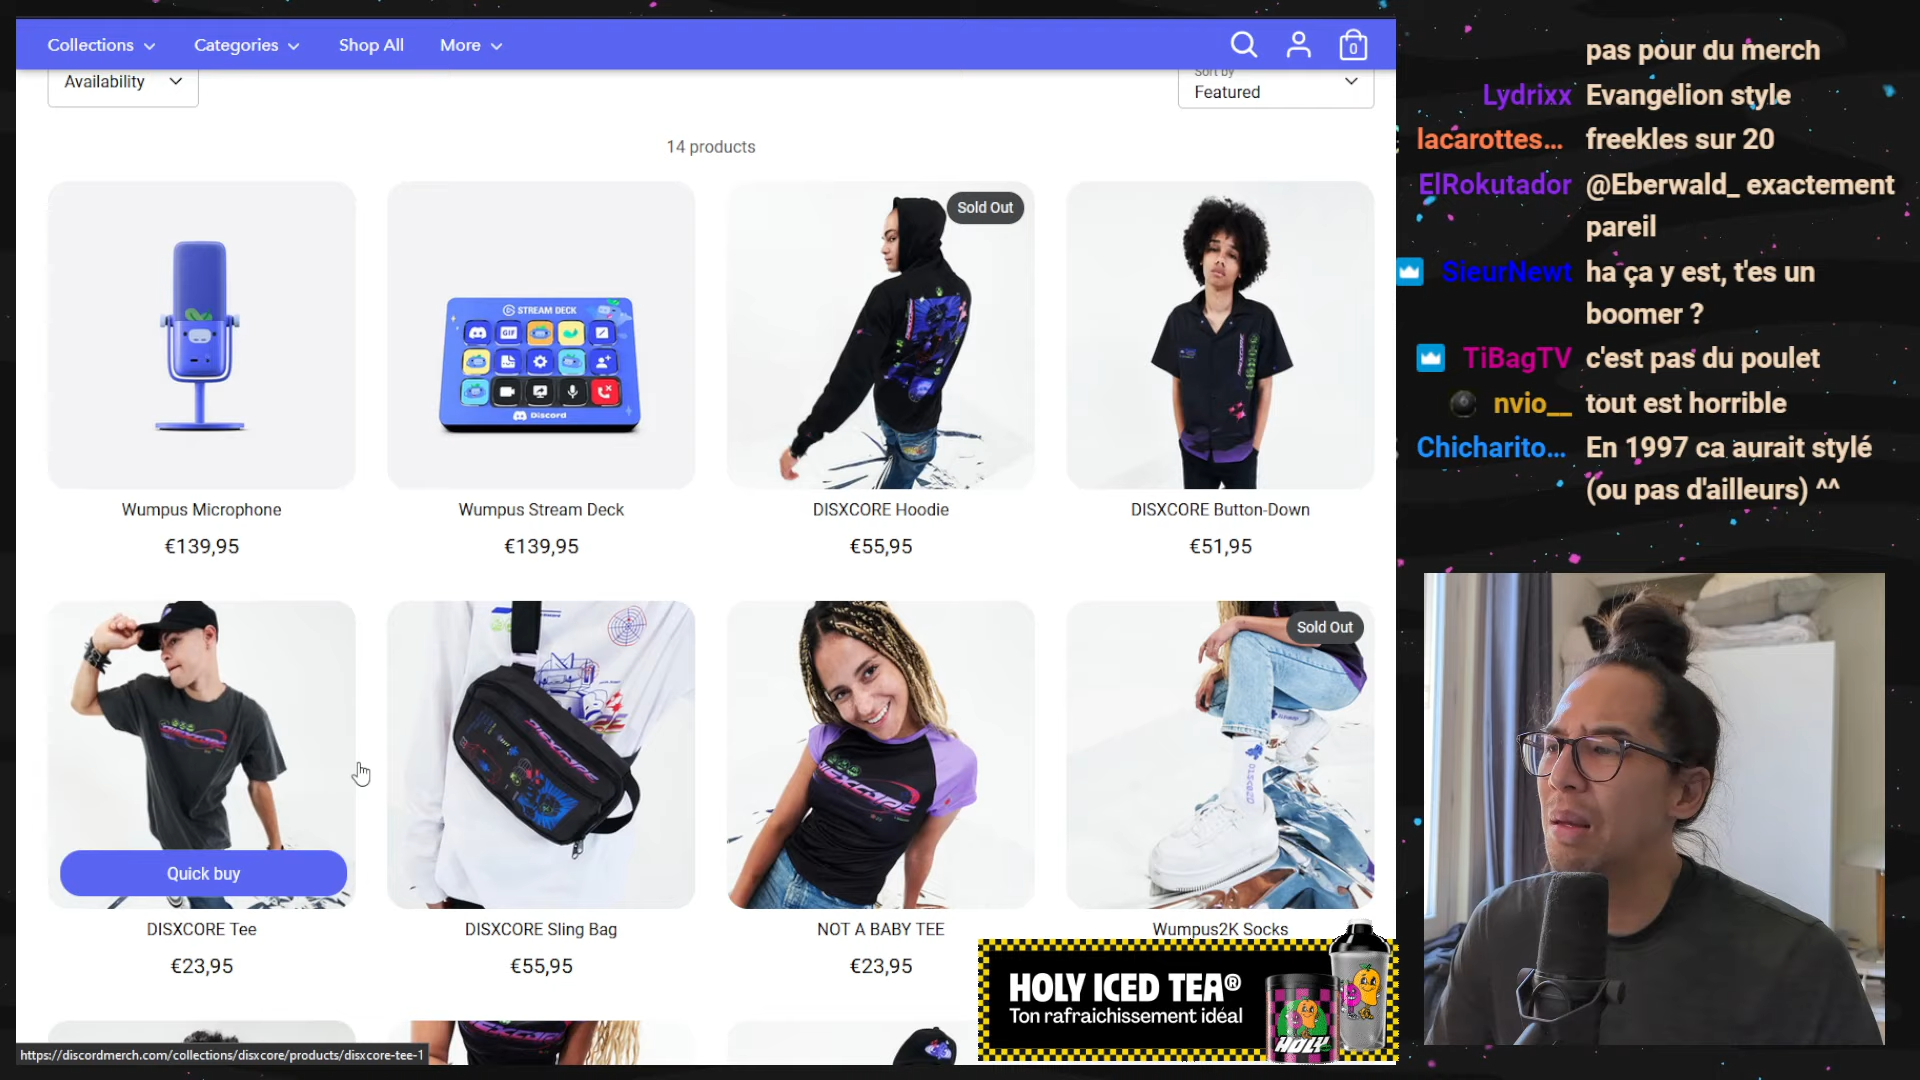 Collections
Categories
Shop All
More
0
Availability
Sort by
Featured
14 products
STREAM DECK
GIF
Discord
Sold Out
Wumpus Microphone
Wumpus Stream Deck
DISXCORE Hoodie
DISXCORE Button-Down
€139,95
€139,95
€55,95
€51,95
Sold Out
DISXCORE
DISXCORE
DISXCORE
Quick buy
DISXCORE Tee
DISXCORE Sling Bag
NOT A BABY TEE
Wumpus2K Socks
€23,95
€55,95
€23,95
HOLY ICED TEA®
Ton rafraichissement idéal
HOLY
https://discordmerch.com/collections/disxcore/products/disxcore-tee-1
pas pour du merch
Lydrixx Evangelion style
lacarottes... freekles sur 20
ElRokutador @Eberwald_ exactement
pareil
SieurNewt ha ça y est, t'es un
boomer ?
TiBagTV c'est pas du poulet
nvio__ tout est horrible
Chicharito... En 1997 ca aurait stylé
(ou pas d'ailleurs) ^^